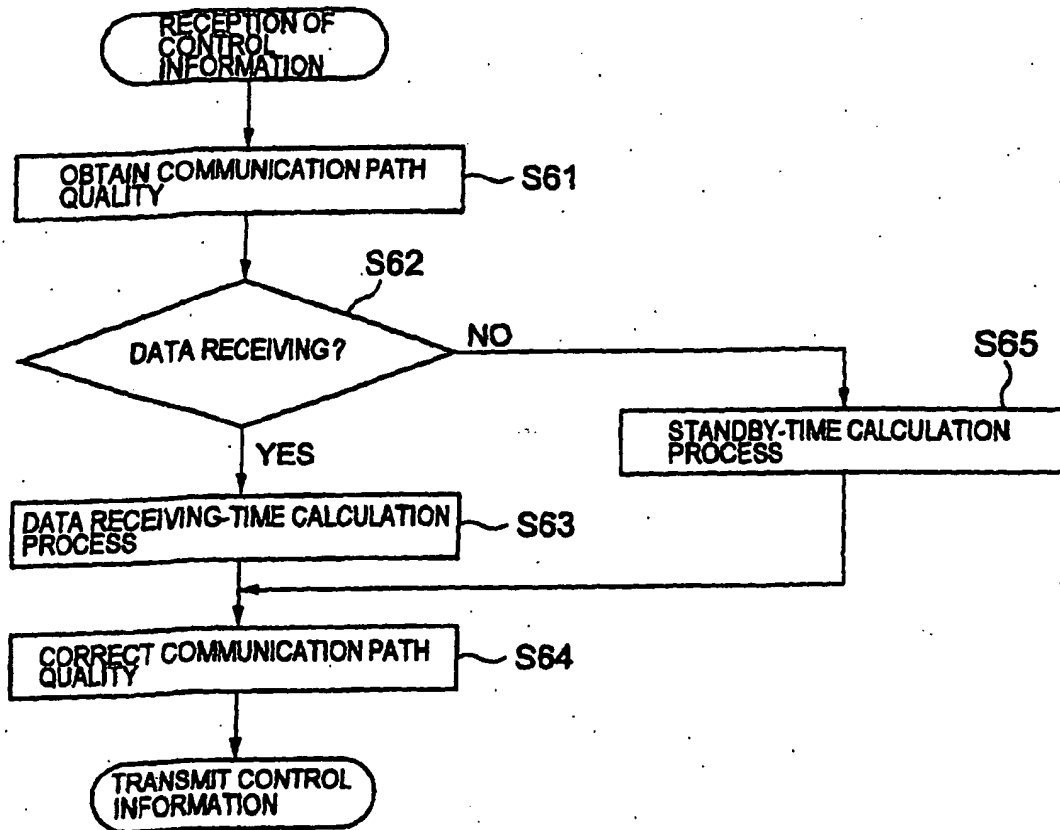 RECEPTION OF
CONTROL
INFORMATION
OBTAIN COMMUNICATION PATH
QUALITY
S61
S62
DATA RECEIVING?
NO
S65
STANDBY-TIME CALCULATION
PROCESS
YES
DATA RECEIVING-TIME CALCULATION
PROCESS
S63
CORRECT COMMUNICATION PATH
QUALITY
S64
TRANSMIT CONTROL
INFORMATION